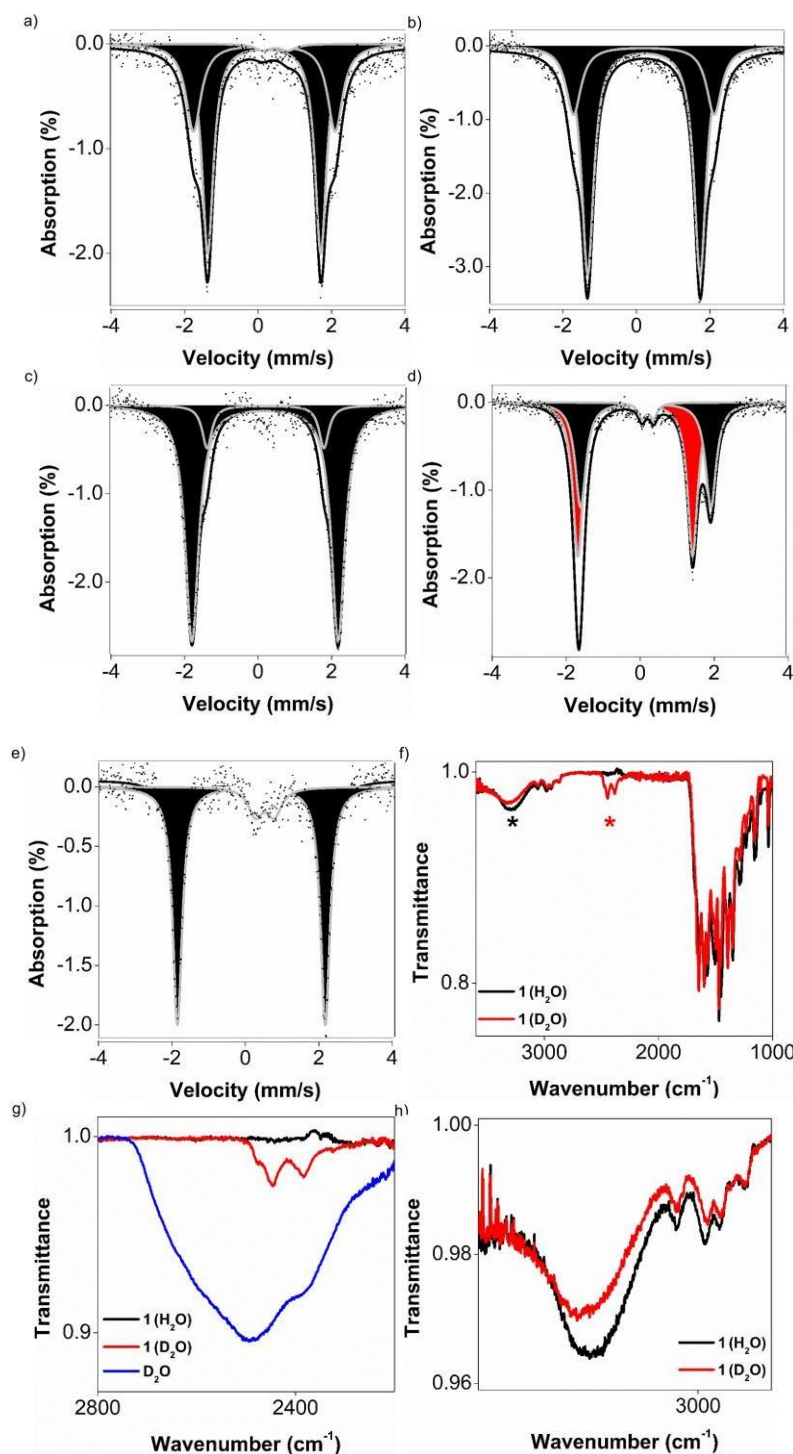 a)
0.0
-1.0
-2.0
Absorption (%)
-4 -2 0 2 4
Velocity (mm/s)
b)
0.0
-1.0
-2.0
-3.0
Absorption (%)
-4 -2 0 2 4
Velocity (mm/s)
c)
0.0
-1.0
-2.0
Absorption (%)
-4 -2 0 2 4
Velocity (mm/s)
d)
0.0
-1.0
-2.0
Absorption (%)
-4 -2 0 2 4
Velocity (mm/s)
e)
0.0
-0.5
-1.0
-1.5
-2.0
Absorption (%)
-4 -2 0 2 4
Velocity (mm/s)
f)
1.0
0.8
Transmittance
* *
1 (H₂O)
1 (D₂O)
3000 2000 1000
Wavenumber (cm⁻¹)
g)
1.0
0.9
Transmittance
1 (H₂O)
1 (D₂O)
D₂O
2800 2400
Wavenumber (cm⁻¹)
h)
1.00
0.98
0.96
Transmittance
1 (H₂O)
1 (D₂O)
3000
Wavenumber (cm⁻¹)